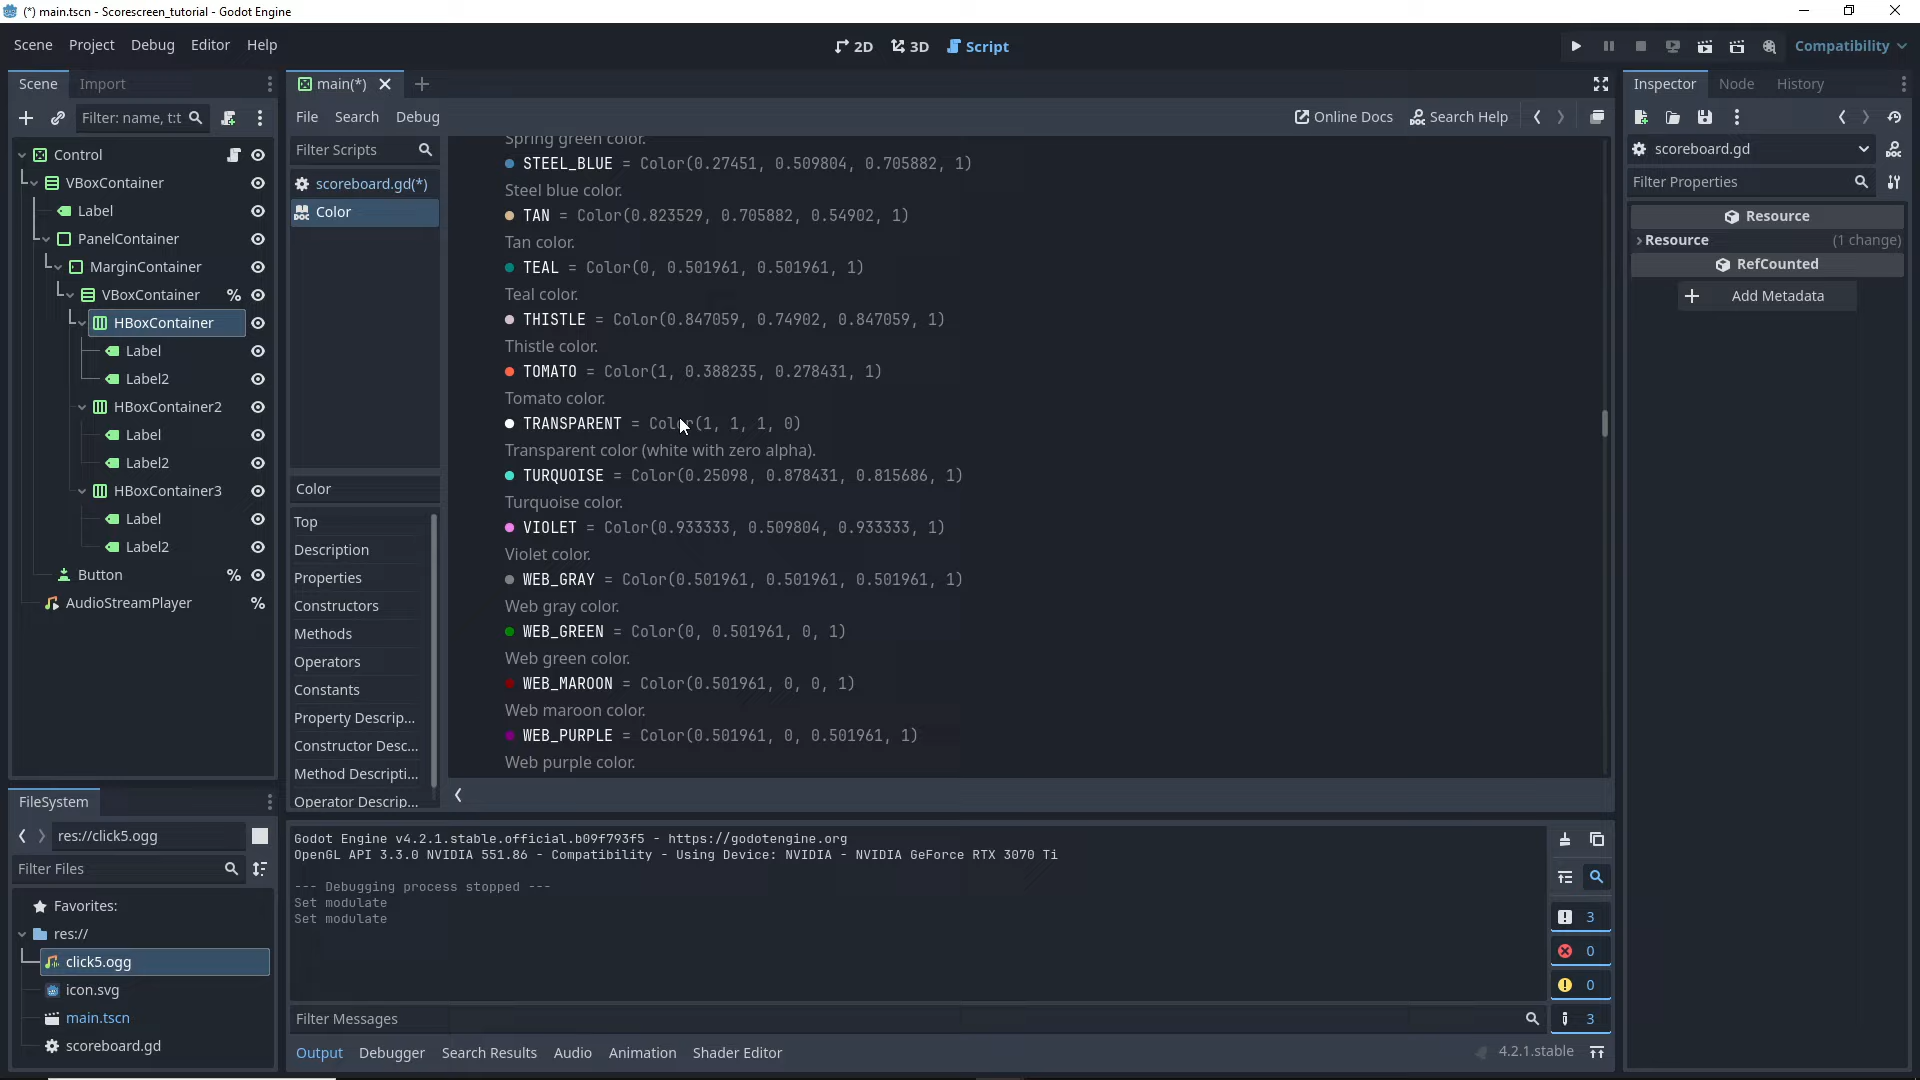 (*) main.tscn - Scorescreen_tutorial - Godot Engine
Scene Project Debug Editor Help
2D 3D Script
Compatibility
Scene Import
Filter: name, t:t
Control
VBoxContainer
Label
PanelContainer
MarginContainer
VBoxContainer %
HBoxContainer
Label
Label2
HBoxContainer2
Label
Label2
HBoxContainer3
Label
Label2
Button %
AudioStreamPlayer %
FileSystem
res://click5.ogg
Filter Files
Favorites:
res://
click5.ogg
icon.svg
main.tscn
scoreboard.gd
main(*)
File Search Debug
Online Docs Search Help
Filter Scripts
scoreboard.gd(*)
Color
Color
Top
Description
Properties
Constructors
Methods
Operators
Constants
Property Descrip...
Constructor Desc...
Method Descripti...
Operator Descrip...
Spring green color.
STEEL_BLUE = Color(0.27451, 0.509804, 0.705882, 1)
Steel blue color.
TAN = Color(0.823529, 0.705882, 0.54902, 1)
Tan color.
TEAL = Color(0, 0.501961, 0.501961, 1)
Teal color.
THISTLE = Color(0.847059, 0.74902, 0.847059, 1)
Thistle color.
TOMATO = Color(1, 0.388235, 0.278431, 1)
Tomato color.
TRANSPARENT = Color(1, 1, 1, 0)
Transparent color (white with zero alpha).
TURQUOISE = Color(0.25098, 0.878431, 0.815686, 1)
Turquoise color.
VIOLET = Color(0.933333, 0.509804, 0.933333, 1)
Violet color.
WEB_GRAY = Color(0.501961, 0.501961, 0.501961, 1)
Web gray color.
WEB_GREEN = Color(0, 0.501961, 0, 1)
Web green color.
WEB_MAROON = Color(0.501961, 0, 0, 1)
Web maroon color.
WEB_PURPLE = Color(0.501961, 0, 0.501961, 1)
Web purple color.
Godot Engine v4.2.1.stable.official.b09f793f5 - https://godotengine.org
OpenGL API 3.3.0 NVIDIA 551.86 - Compatibility - Using Device: NVIDIA - NVIDIA GeForce RTX 3070 Ti
--- Debugging process stopped ---
Set modulate
Set modulate
3
0
0
3
Filter Messages
Output Debugger Search Results Audio Animation Shader Editor
4.2.1.stable
Inspector Node History
scoreboard.gd
Filter Properties
Resource
Resource (1 change)
RefCounted
Add Metadata